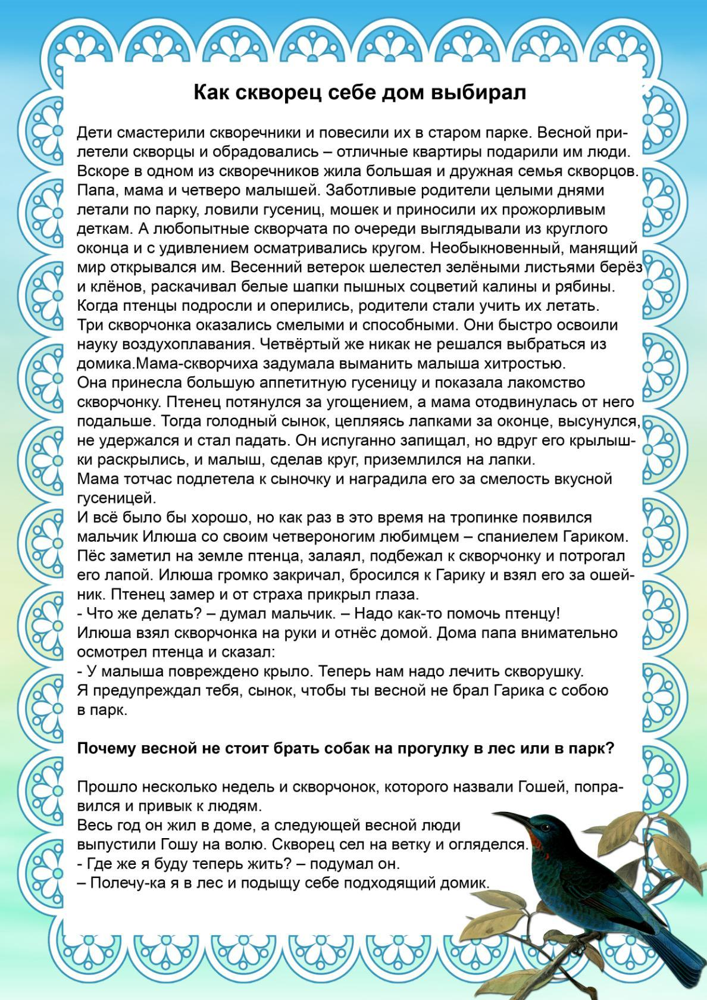 Как скворец себе дом выбирал
Дети смастерили скворечники и повесили их в старом парке. Весной при-
летели скворцы и обрадовались – отличные квартиры подарили им люди.
Вскоре в одном из скворечников жила большая и дружная семья скворцов.
Папа, мама и четверо малышей. Заботливые родители целыми днями
летали по парку, ловили гусениц, мошек и приносили их прожорливым
деткам. А любопытные скворчата по очереди выглядывали из круглого
оконца и с удивлением осматривались кругом. Необыкновенный, манящий
мир открывался им. Весенний ветерок шелестел зелёными листьями берёз
и клёнов, раскачивал белые шапки пышных соцветий калины и рябины.
Когда птенцы подросли и оперились, родители стали учить их летать.
Три скворчонка оказались смелыми и способными. Они быстро освоили
науку воздухоплавания. Четвёртый же никак не решался выбраться из
домика.Мама-скворчиха задумала выманить малыша хитростью.
Она принесла большую аппетитную гусеницу и показала лакомство
скворчонку. Птенец потянулся за угощением, а мама отодвинулась от него
подальше. Тогда голодный сынок, цепляясь лапками за оконце, высунулся,
не удержался и стал падать. Он испуганно запищал, но вдруг его крылыш-
ки раскрылись, и малыш, сделав круг, приземлился на лапки.
Мама тотчас подлетела к сыночку и наградила его за смелость вкусной
гусеницей.
И всё было бы хорошо, но как раз в это время на тропинке появился
мальчик Илюша со своим четвероногим любимцем – спаниелем Гариком.
Пёс заметил на земле птенца, залаял, подбежал к скворчонку и потрогал
его лапой. Илюша громко закричал, бросился к Гарику и взял его за ошей-
ник. Птенец замер и от страха прикрыл глаза.
- Что же делать? – думал мальчик. – Надо как-то помочь птенцу!
Илюша взял скворчонка на руки и отнёс домой. Дома папа внимательно
осмотрел птенца и сказал:
- У малыша повреждено крыло. Теперь нам надо лечить скворушку.
Я предупреждал тебя, сынок, чтобы ты весной не брал Гарика с собою
в парк.
Почему весной не стоит брать собак на прогулку в лес или в парк?
Прошло несколько недель и скворчонок, которого назвали Гошей, попра-
вился и привык к людям.
Весь год он жил в доме, а следующей весной люди
выпустили Гошу на волю. Скворец сел на ветку и огляделся.
- Где же я буду теперь жить? – подумал он.
– Полечу-ка я в лес и подыщу себе подходящий домик.